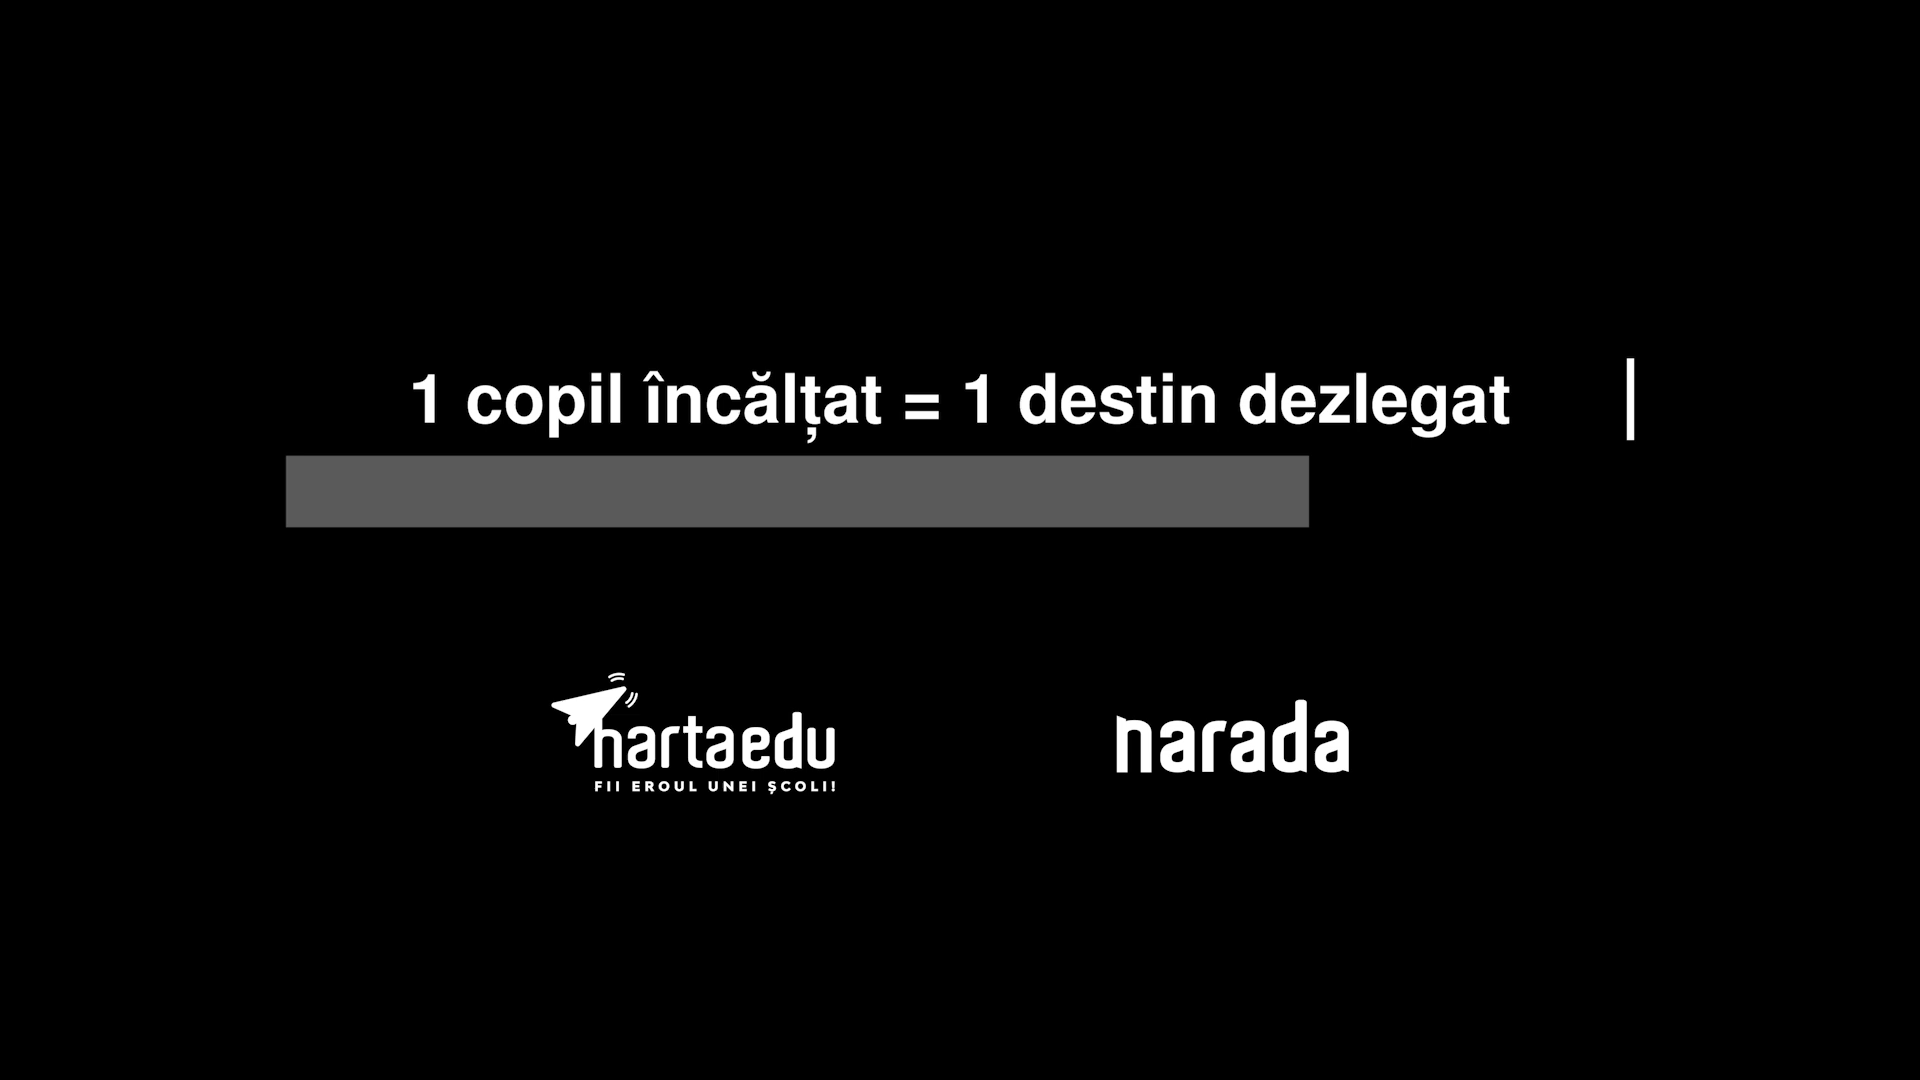 1 copil încălțat = 1 destin dezlegat
hartaedu
FII EROUL UNEI ȘCOLI!
narada